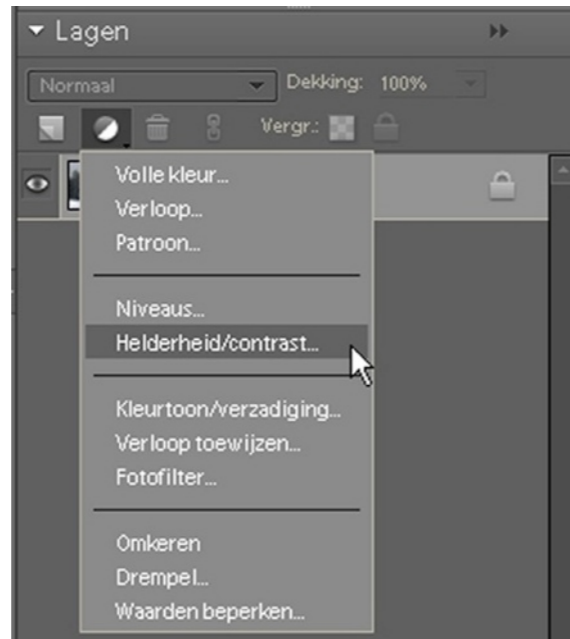 Lagen
Normaal Dekking: 100%
Vergr.:
Volle kleur...
Verloop...
Patroon...
Niveaus...
Helderheid/contrast...
Kleurtoon/verzadiging...
Verloop toewijzen...
Fotofilter...
Omkeren
Drempel...
Waarden beperken...